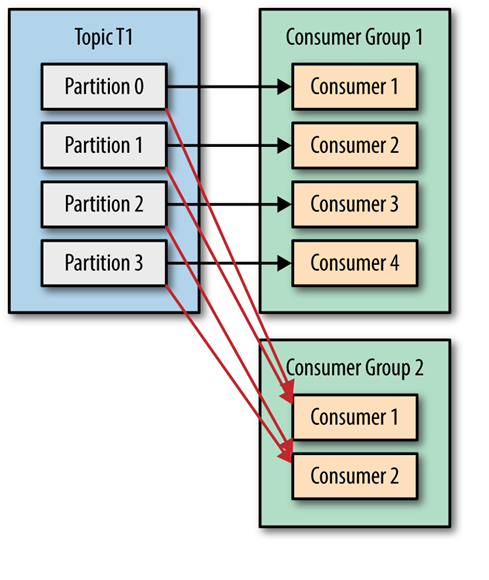 Topic T1
Partition 0
Partition 1
Partition 2
Partition 3
Consumer Group 1
Consumer 1
Consumer 2
Consumer 3
Consumer 4
Consumer Group 2
Consumer 1
Consumer 2